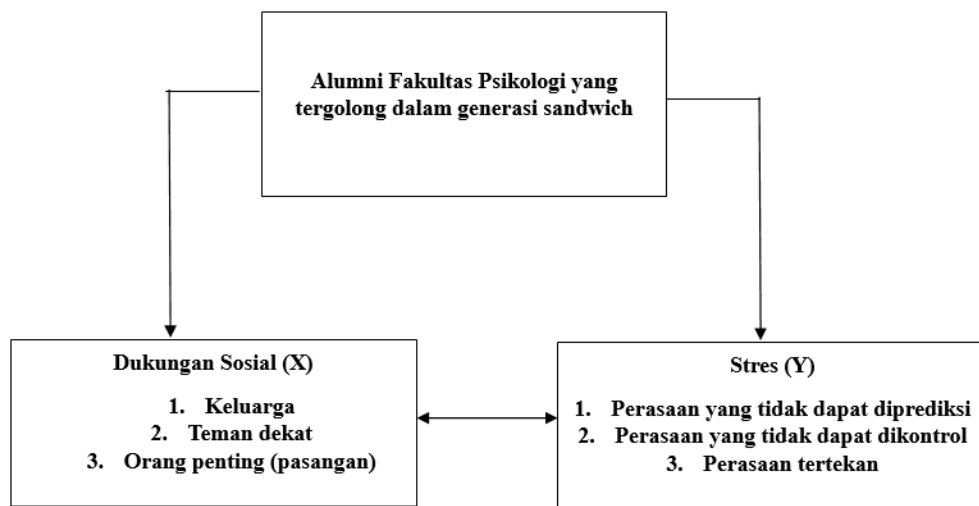 Alumni Fakultas Psikologi yang
tergolong dalam generasi sandwich
Dukungan Sosial (X)
1. Keluarga
2. Teman dekat
3. Orang penting (pasangan)
Stres (Y)
1. Perasaan yang tidak dapat diprediksi
2. Perasaan yang tidak dapat dikontrol
3. Perasaan tertekan